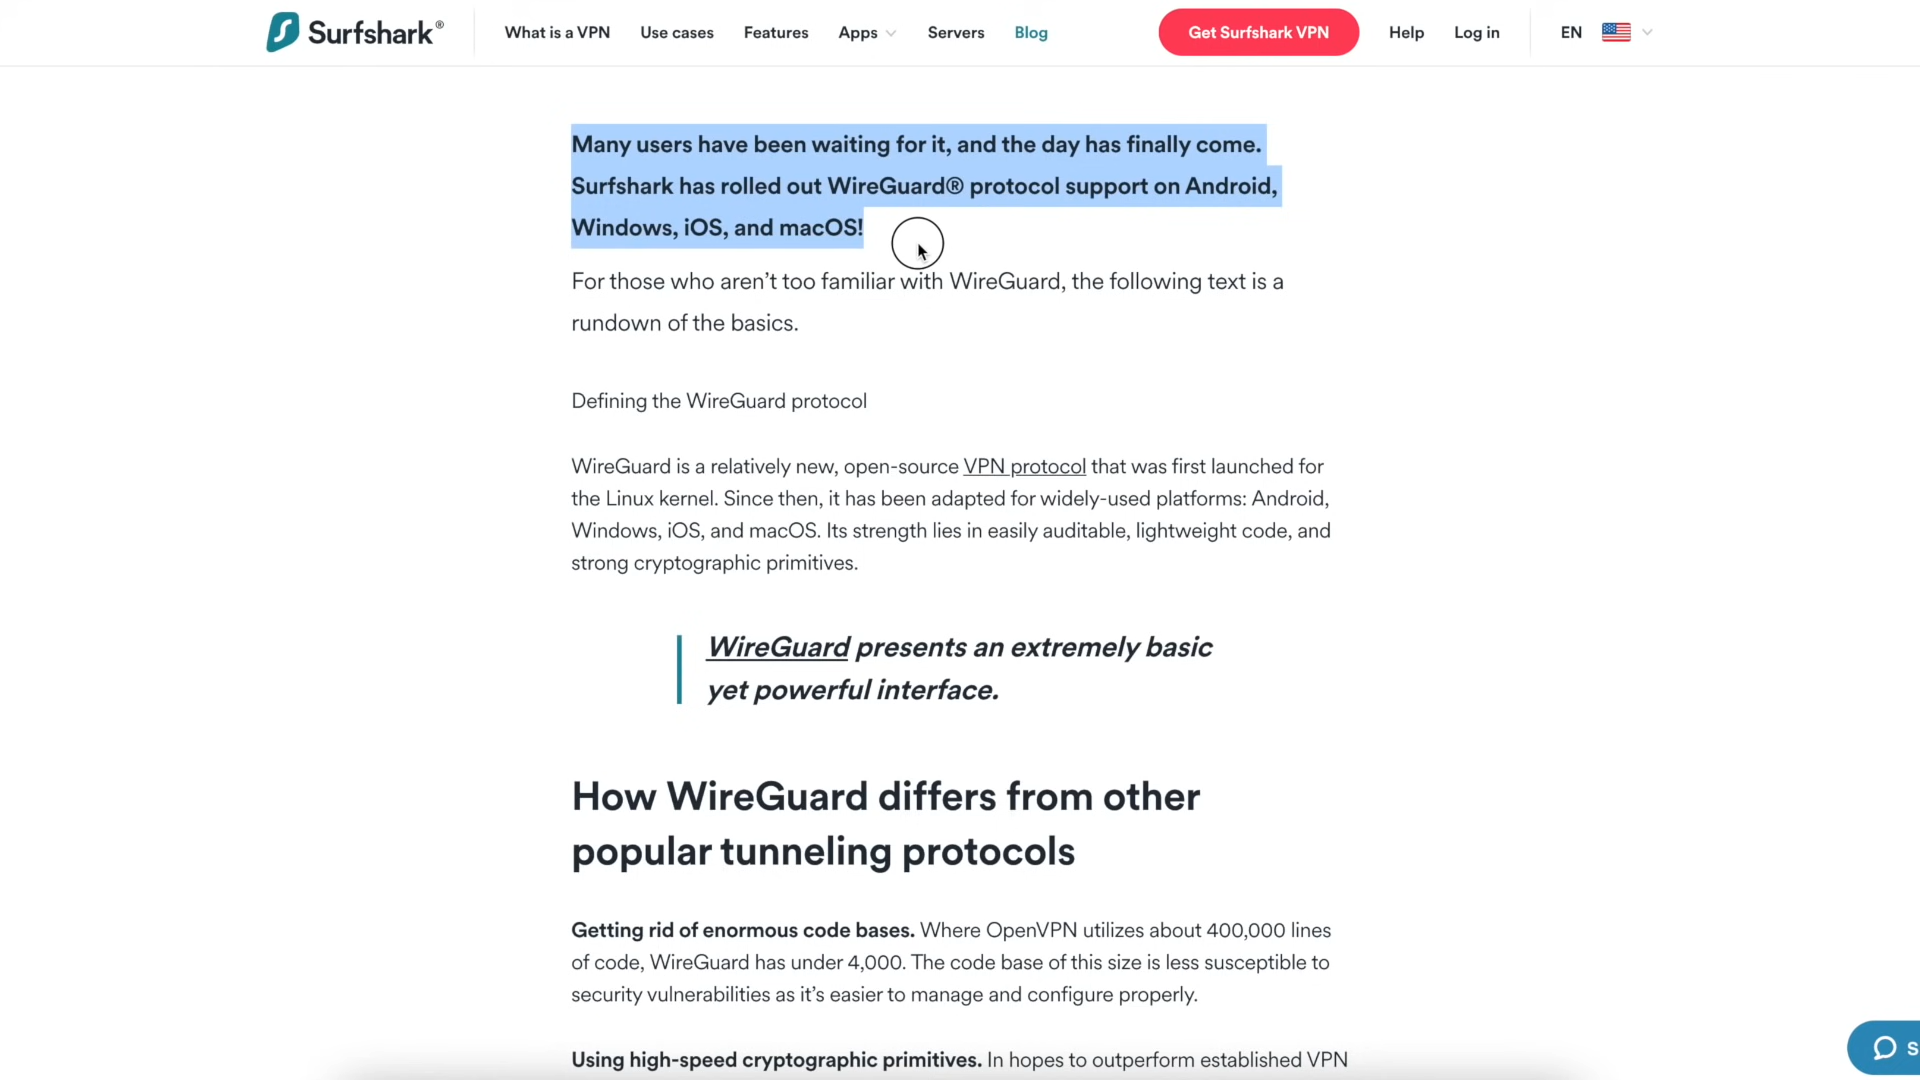 Surfshark®
What is a VPN
Use cases
Features
Apps
Servers
Blog
Get Surfshark VPN
Help
Log in
EN
Many users have been waiting for it, and the day has finally come.
Surfshark has rolled out WireGuard® protocol support on Android,
Windows, iOS, and macOS!
For those who aren’t too familiar with WireGuard, the following text is a
rundown of the basics.
Defining the WireGuard protocol
WireGuard is a relatively new, open-source VPN protocol that was first launched for
the Linux kernel. Since then, it has been adapted for widely-used platforms: Android,
Windows, iOS, and macOS. Its strength lies in easily auditable, lightweight code, and
strong cryptographic primitives.
WireGuard presents an extremely basic
yet powerful interface.
How WireGuard differs from other
popular tunneling protocols
Getting rid of enormous code bases. Where OpenVPN utilizes about 400,000 lines
of code, WireGuard has under 4,000. The code base of this size is less susceptible to
security vulnerabilities as it’s easier to manage and configure properly.
Using high-speed cryptographic primitives. In hopes to outperform established VPN